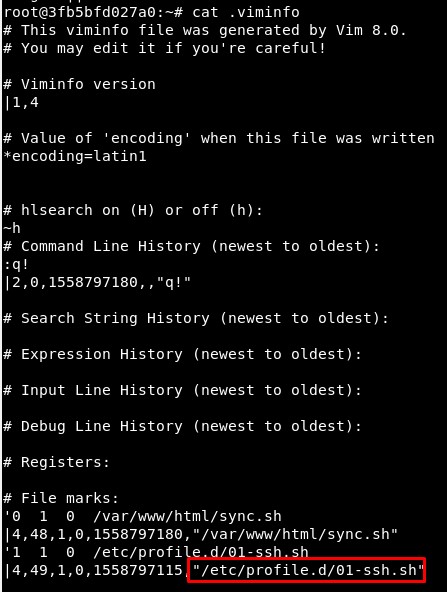 root@3fb5bfd027a0:~# cat .viminfo
# This viminfo file was generated by Vim 8.0.
# You may edit it if you're careful!
# Viminfo version
|1,4
# Value of 'encoding' when this file was written
*encoding=latin1
# hlsearch on (H) or off (h):
~h
# Command Line History (newest to oldest):
:q!
|2,0,1558797180,,"q!"
# Search String History (newest to oldest):
# Expression History (newest to oldest):
# Input Line History (newest to oldest):
# Debug Line History (newest to oldest):
# Registers:
# File marks:
'0  1  0  /var/www/html/sync.sh
|4,48,1,0,1558797180,"/var/www/html/sync.sh"
'1  1  0  /etc/profile.d/01-ssh.sh
|4,49,1,0,1558797115,"/etc/profile.d/01-ssh.sh"